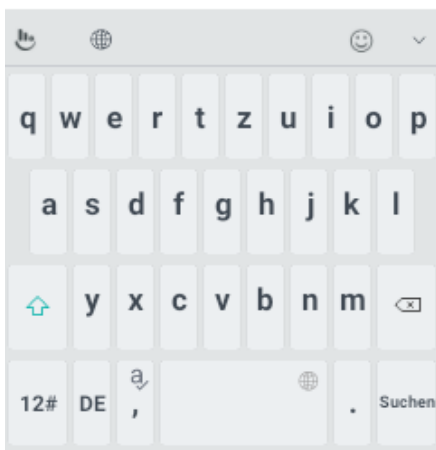 q w e r t z u i o p
a s d f g h j k l
y x c v b n m
12# DE a , . Suchen